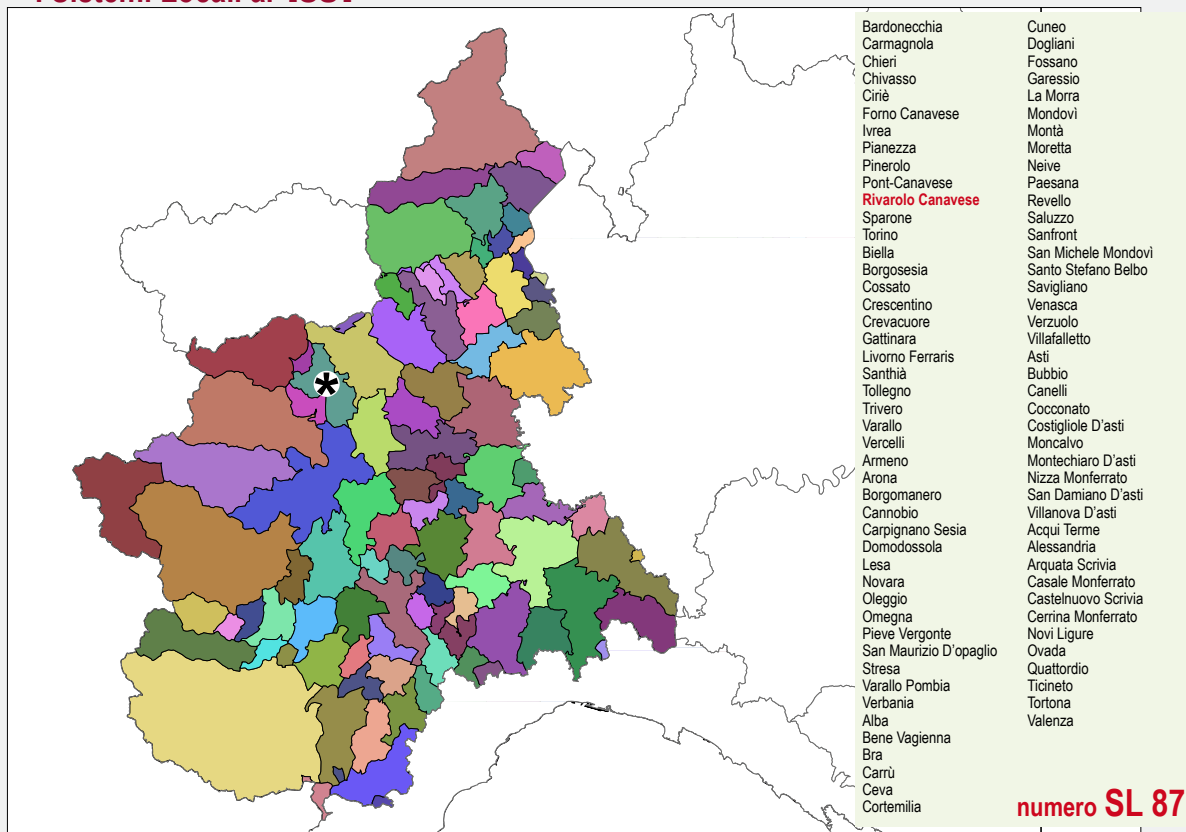 Bardonecchia
Carmagnola
Chieri
Chivasso
Ciriè
Forno Canavese
Ivrea
Pianezza
Pinerolo
Pont-Canavese
Rivarolo Canavese
Sparone
Torino
Biella
Borgosesia
Cossato
Crescentino
Crevacuore
Gattinara
Livorno Ferraris
Santhià
Tollegno
Trivero
Varallo
Vercelli
Armeno
Arona
Borgomanero
Cannobio
Carpignano Sesia
Domodossola
Lesa
Novara
Oleggio
Omegna
Pieve Vergonte
San Maurizio D'opaglio
Stresa
Varallo Pombia
Verbania
Alba
Bene Vagienna
Bra
Carrù
Ceva
Cortemilia
Cuneo
Dogliani
Fossano
Garessio
La Morra
Mondovì
Montà
Moretta
Neive
Paesana
Revello
Saluzzo
Sanfront
San Michele Mondovì
Santo Stefano Belbo
Savigliano
Venasca
Verzuolo
Villafalletto
Asti
Bubbio
Canelli
Cocconato
Costigliole D'asti
Moncalvo
Montechiaro D'asti
Nizza Monferrato
San Damiano D'asti
Villanova D'asti
Acqui Terme
Alessandria
Arquata Scrivia
Casale Monferrato
Castelnuovo Scrivia
Cerrina Monferrato
Novi Ligure
Ovada
Quattordio
Ticineto
Tortona
Valenza
numero SL 87